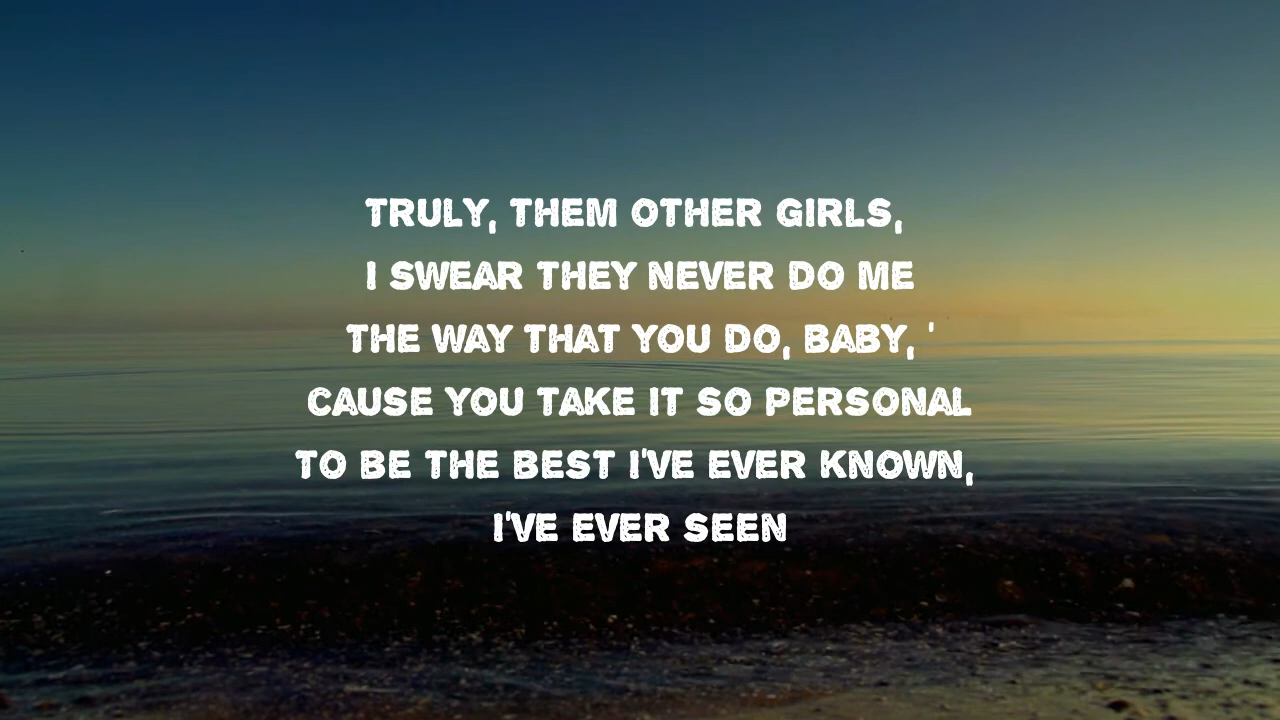 TRULY, THEM OTHER GIRLS,
I SWEAR THEY NEVER DO ME
THE WAY THAT YOU DO, BABY, '
CAUSE YOU TAKE IT SO PERSONAL
TO BE THE BEST I'VE EVER KNOWN,
I'VE EVER SEEN